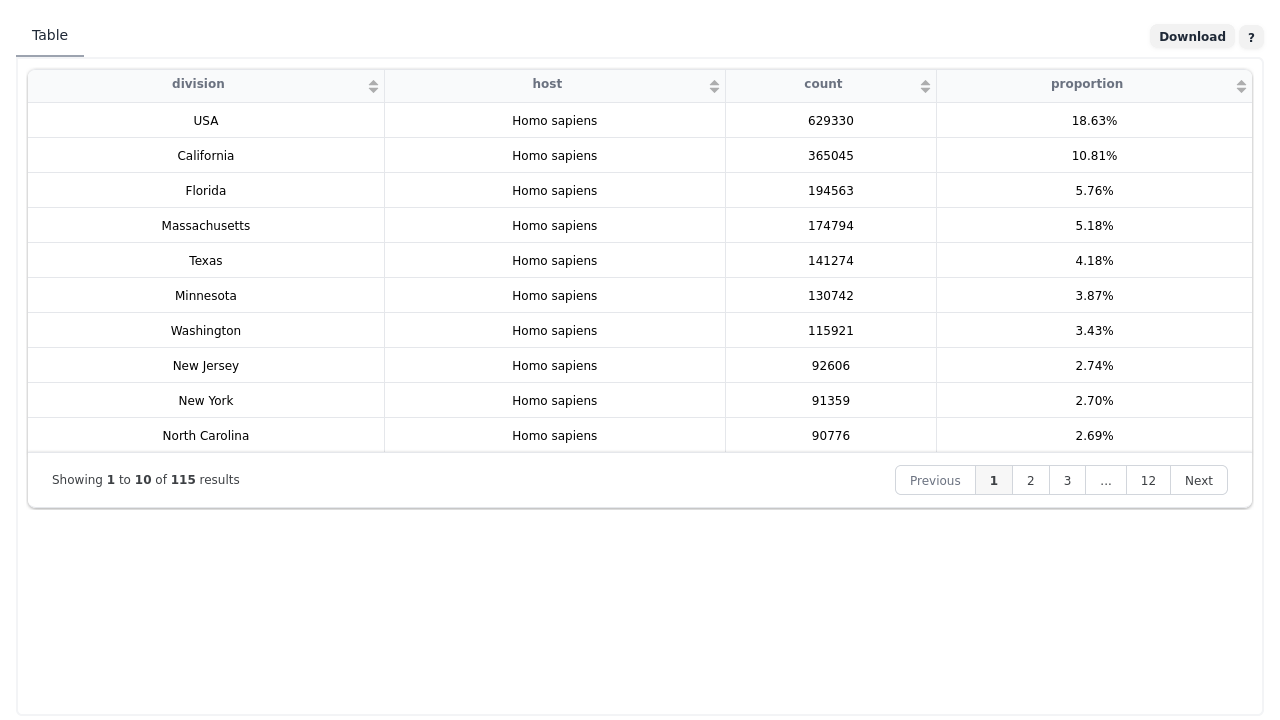 Table
Download ?
division host count proportion
USA Homo sapiens 629330 18.63%
California Homo sapiens 365045 10.81%
Florida Homo sapiens 194563 5.76%
Massachusetts Homo sapiens 174794 5.18%
Texas Homo sapiens 141274 4.18%
Minnesota Homo sapiens 130742 3.87%
Washington Homo sapiens 115921 3.43%
New Jersey Homo sapiens 92606 2.74%
New York Homo sapiens 91359 2.70%
North Carolina Homo sapiens 90776 2.69%
Showing 1 to 10 of 115 results
Previous 1 2 3 ... 12 Next